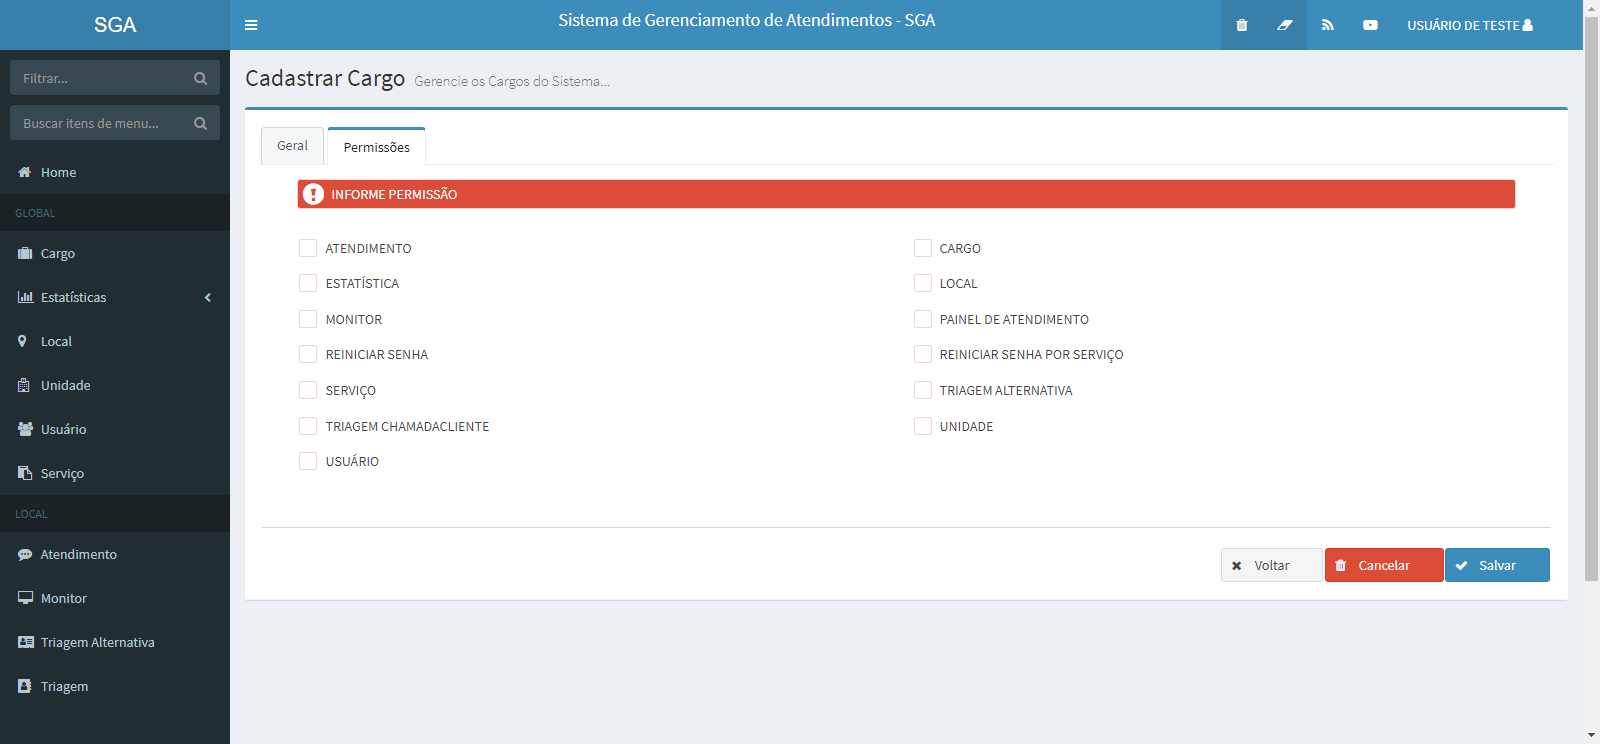 SGA
Sistema de Gerenciamento de Atendimentos - SGA
USUÁRIO DE TESTE
Filtrar...
Buscar itens de menu...
Home
GLOBAL
Cargo
Estatísticas
Local
Unidade
Usuário
Serviço
LOCAL
Atendimento
Monitor
Triagem Alternativa
Triagem
Cadastrar Cargo Gerencie os Cargos do Sistema...
Geral
Permissões
INFORME PERMISSÃO
ATENDIMENTO
CARGO
ESTATÍSTICA
LOCAL
MONITOR
PAINEL DE ATENDIMENTO
REINICIAR SENHA
REINICIAR SENHA POR SERVIÇO
SERVIÇO
TRIAGEM ALTERNATIVA
TRIAGEM CHAMADACLIENTE
UNIDADE
USUÁRIO
Voltar
Cancelar
Salvar